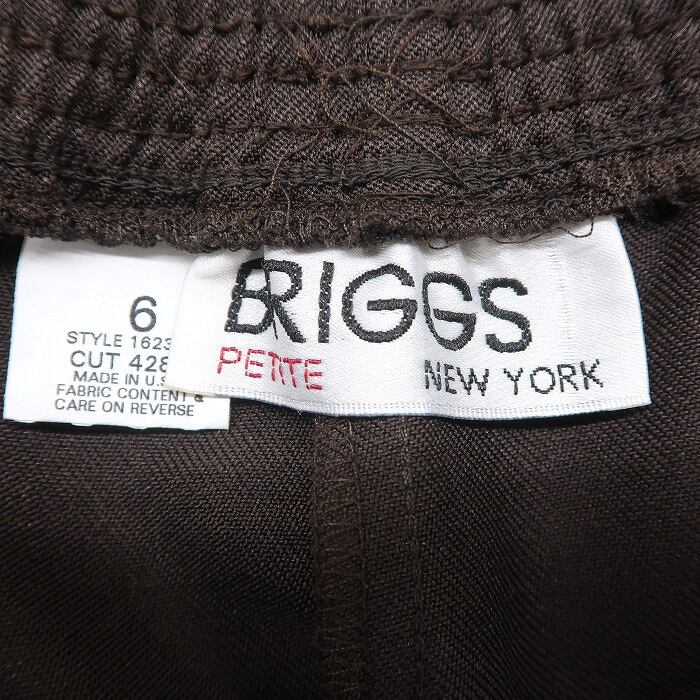 6
STYLE 1623
CUT 428
MADE IN U.S.
FABRIC CONTENT &
CARE ON REVERSE
BRIGGS
PETITE
NEW YORK